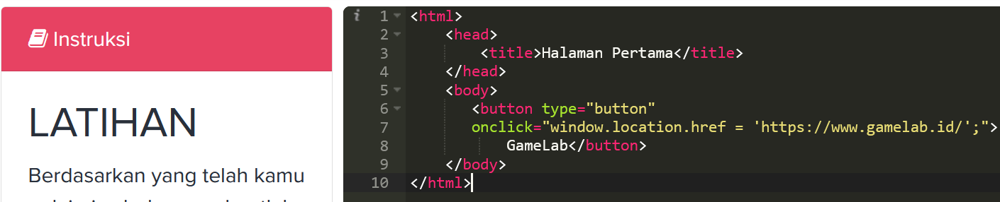 Instruksi
LATIHAN
Berdasarkan yang telah kamu
i 1 <html>
2 <head>
3 <title>Halaman Pertama</title>
4 </head>
5 <body>
6 <button type="button"
7 onclick="window.location.href = 'https://www.gamelab.id/';">
8 GameLab</button>
9 </body>
10 </html>